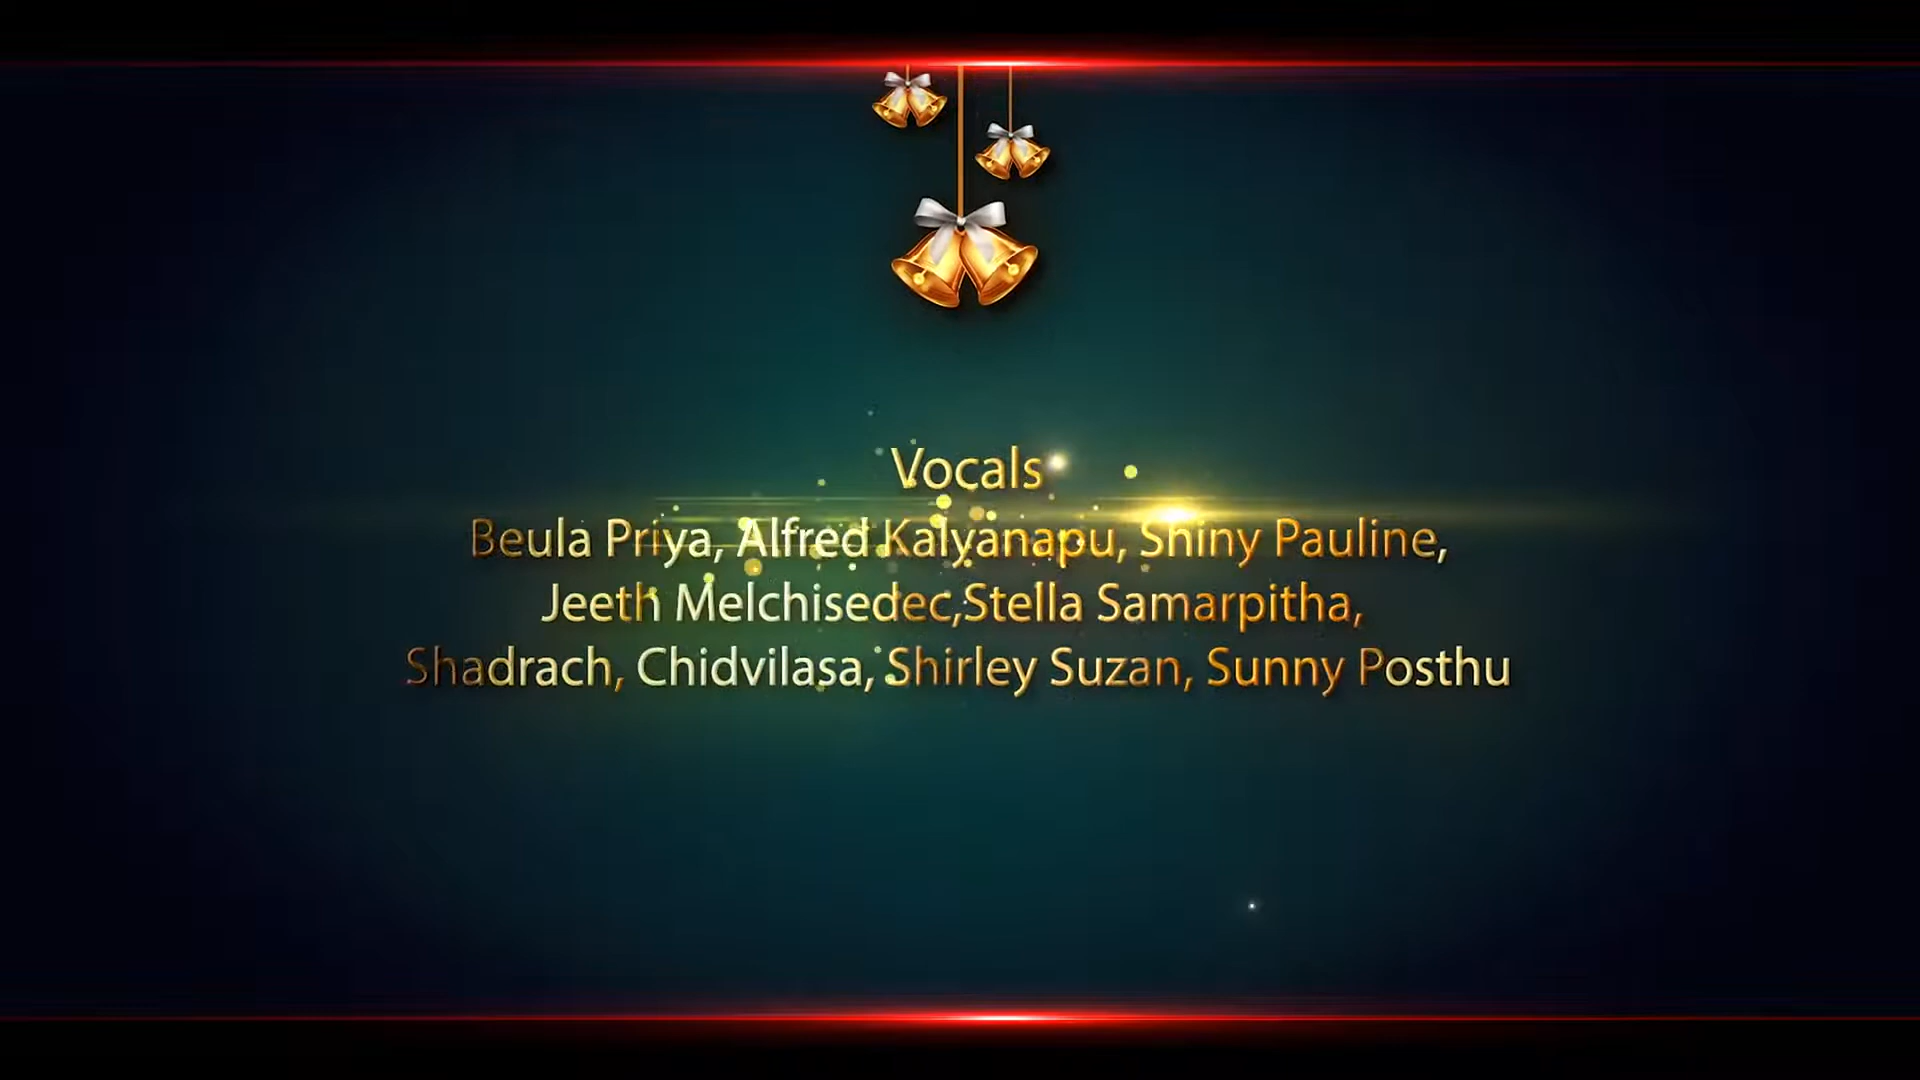 Vocals
Beula Priya, Alfred Kalyanapu, Shiny Pauline,
Jeeth Melchisedec,Stella Samarpitha,
Shadrach, Chidvilasa, Shirley Suzan, Sunny Posthu